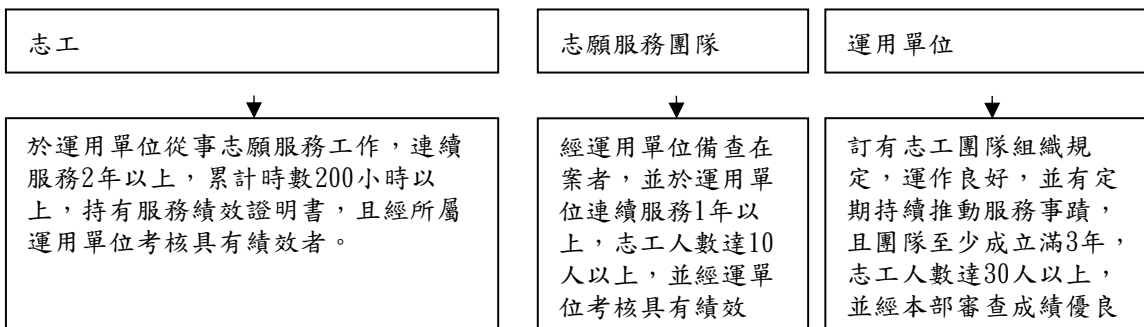 志工
志願服務團隊
運用單位
於運用單位從事志願服務工作，連續
服務2年以上，累計時數200小時以
上，持有服務績效證明書，且經所屬
運用單位考核具有績效者。
經運用單位備查在
案者，並於運用單
位連續服務1年以
上，志工人數達10
人以上，並經運單
位考核具有績效
訂有志工團隊組織規
定，運作良好，並有定
期持續推動服務事蹟，
且團隊至少成立滿3年，
志工人數達30人以上，
並經本部審查成績優良